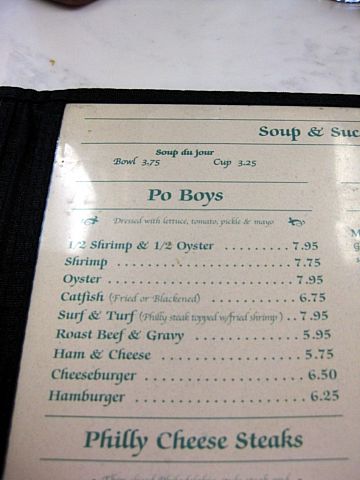 Soup & Suc
Soup du Jour
Bowl 3.75 Cup 3.25
Po Boys
Dressed with lettuce, tomato, pickle & mayo
1/2 Shrimp & 1/2 Oyster ......... 7.95
Shrimp ...................... 7.75
Oyster ...................... 7.95
Catfish (Fried or Blackened) ......... 6.75
Surf & Turf (Philly steak topped w/fried shrimp) .. 7.95
Roast Beef & Gravy ............... 5.95
Ham & Cheese ................. 5.75
Cheeseburger ................... 6.50
Hamburger .................... 6.25
Philly Cheese Steaks